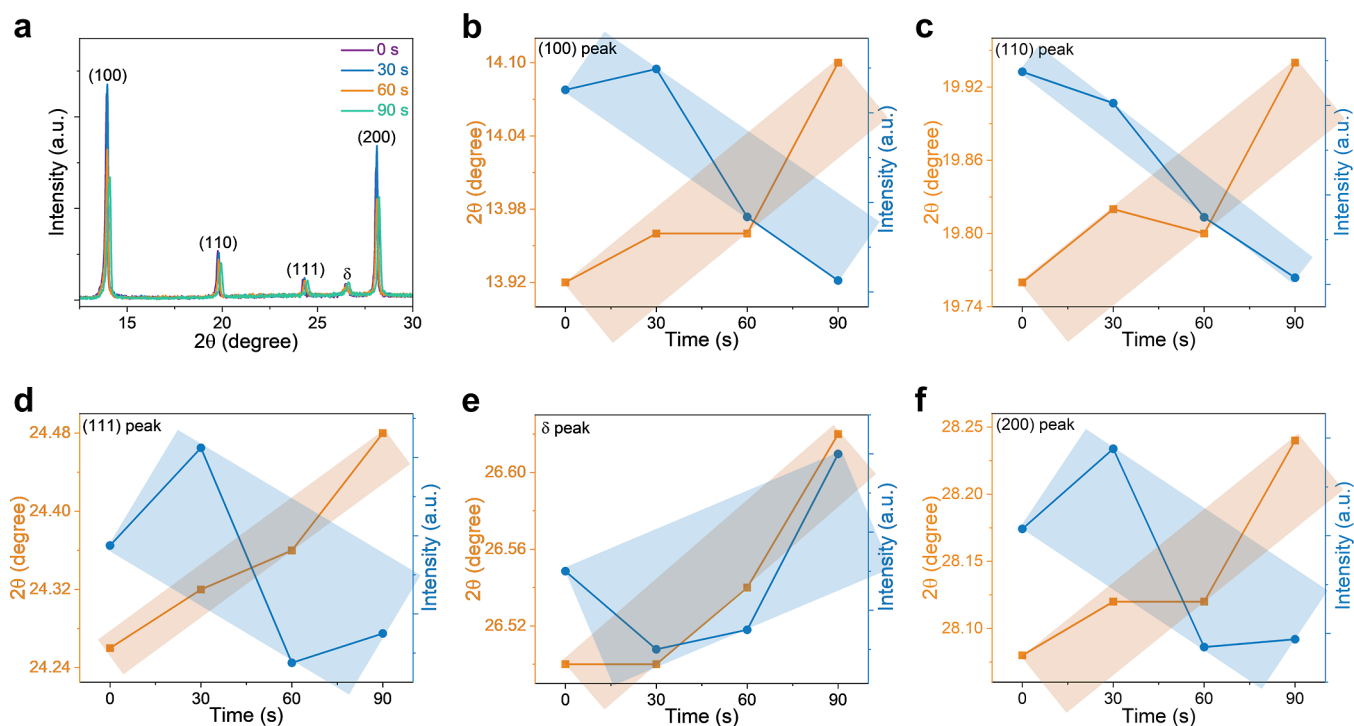 a
Intensity (a.u.)
(100)
(110)
(111)
δ
(200)
0 s
30 s
60 s
90 s
15
20
25
30
2θ (degree)
b
(100) peak
2θ (degree)
14.10
14.04
13.98
13.92
Intensity (a.u.)
0
30
60
90
Time (s)
c
(110) peak
2θ (degree)
19.92
19.86
19.80
19.74
Intensity (a.u.)
0
30
60
90
Time (s)
d
(111) peak
2θ (degree)
24.48
24.40
24.32
24.24
Intensity (a.u.)
0
30
60
90
Time (s)
e
δ peak
2θ (degree)
26.60
26.56
26.52
Intensity (a.u.)
0
30
60
90
Time (s)
f
(200) peak
2θ (degree)
28.25
28.20
28.15
28.10
Intensity (a.u.)
0
30
60
90
Time (s)